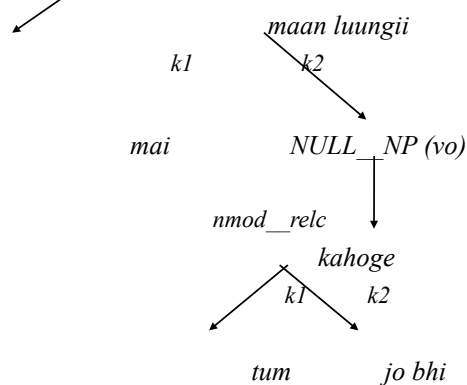 maan luungii
k1 k2
mai NULL__NP (vo)
nmod__relc
kahoge
k1 k2
tum jo bhi